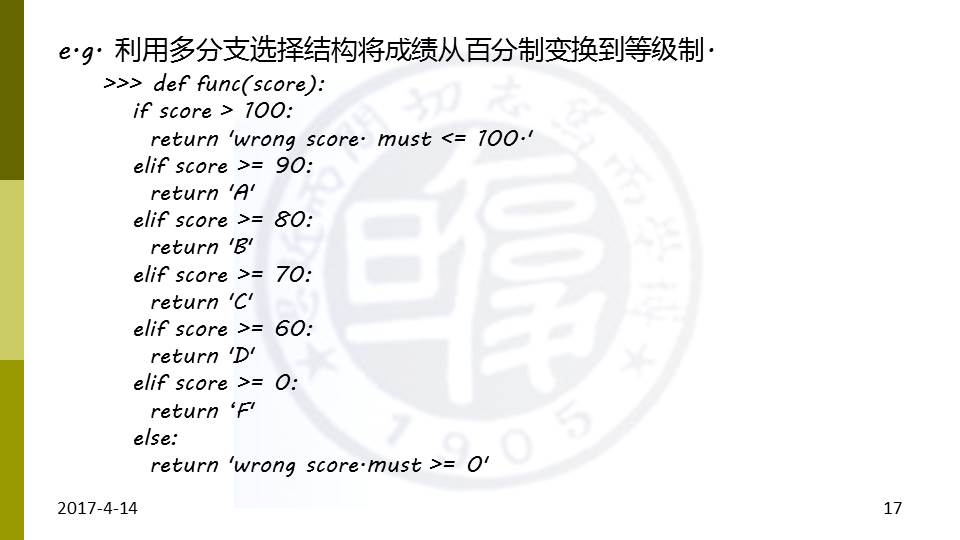 e.g. 利用多分支选择结构将成绩从百分制变换到等级制.
>>> def func(score):
if score > 100:
return 'wrong score. must <= 100.'
elif score >= 90:
return 'A'
elif score >= 80:
return 'B'
elif score >= 70:
return 'C'
elif score >= 60:
return 'D'
elif score >= 0:
return ‘F'
else:
return 'wrong score.must >= 0'
2017-4-14
17
1905